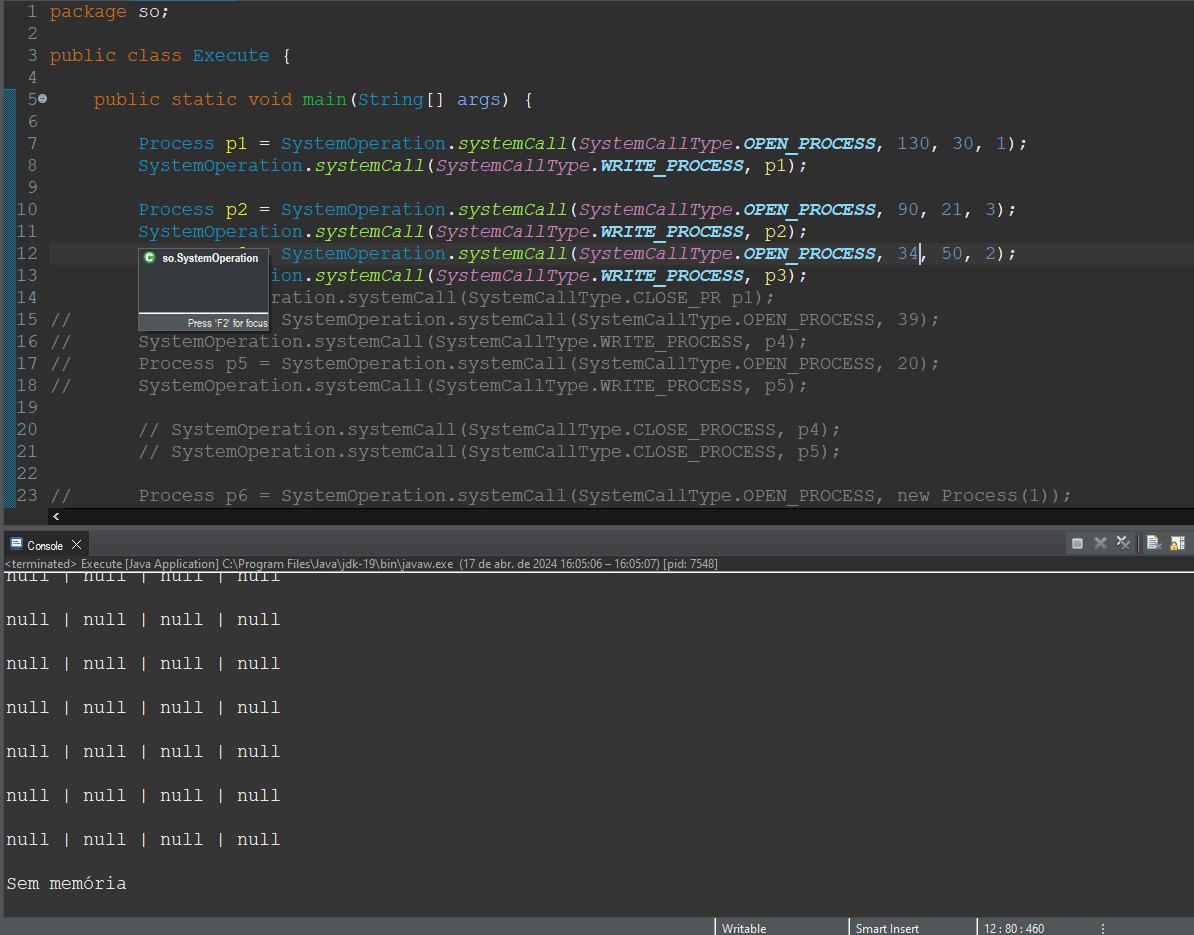 1 package so;
2
3 public class Execute {
4
5 public static void main(String[] args) {
6
7 Process p1 = SystemOperation.systemCall(SystemCallType.OPEN_PROCESS, 130, 30, 1);
8 SystemOperation.systemCall(SystemCallType.WRITE_PROCESS, p1);
9
10 Process p2 = SystemOperation.systemCall(SystemCallType.OPEN_PROCESS, 90, 21, 3);
11 SystemOperation.systemCall(SystemCallType.WRITE_PROCESS, p2);
12 SystemOperation.systemCall(SystemCallType.OPEN_PROCESS, 34, 50, 2);
so.SystemOperation
13 ion.systemCall(SystemCallType.WRITE_PROCESS, p3);
14 ration.systemCall(SystemCallType.CLOSE_PR p1);
Press 'F2' for focus
15 // SystemOperation.systemCall(SystemCallType.OPEN_PROCESS, 39);
16 // SystemOperation.systemCall(SystemCallType.WRITE_PROCESS, p4);
17 // Process p5 = SystemOperation.systemCall(SystemCallType.OPEN_PROCESS, 20);
18 // SystemOperation.systemCall(SystemCallType.WRITE_PROCESS, p5);
19
20 // SystemOperation.systemCall(SystemCallType.CLOSE_PROCESS, p4);
21 // SystemOperation.systemCall(SystemCallType.CLOSE_PROCESS, p5);
22
23 // Process p6 = SystemOperation.systemCall(SystemCallType.OPEN_PROCESS, new Process(1));
Console
<terminated> Execute [Java Application] C:\Program Files\Java\jdk-19\bin\javaw.exe (17 de abr. de 2024 16:05:06 – 16:05:07) [pid: 7548]
null | null | null | null
null | null | null | null
null | null | null | null
null | null | null | null
null | null | null | null
null | null | null | null
null | null | null | null
Sem memória
Writable Smart Insert 12 : 80 : 460